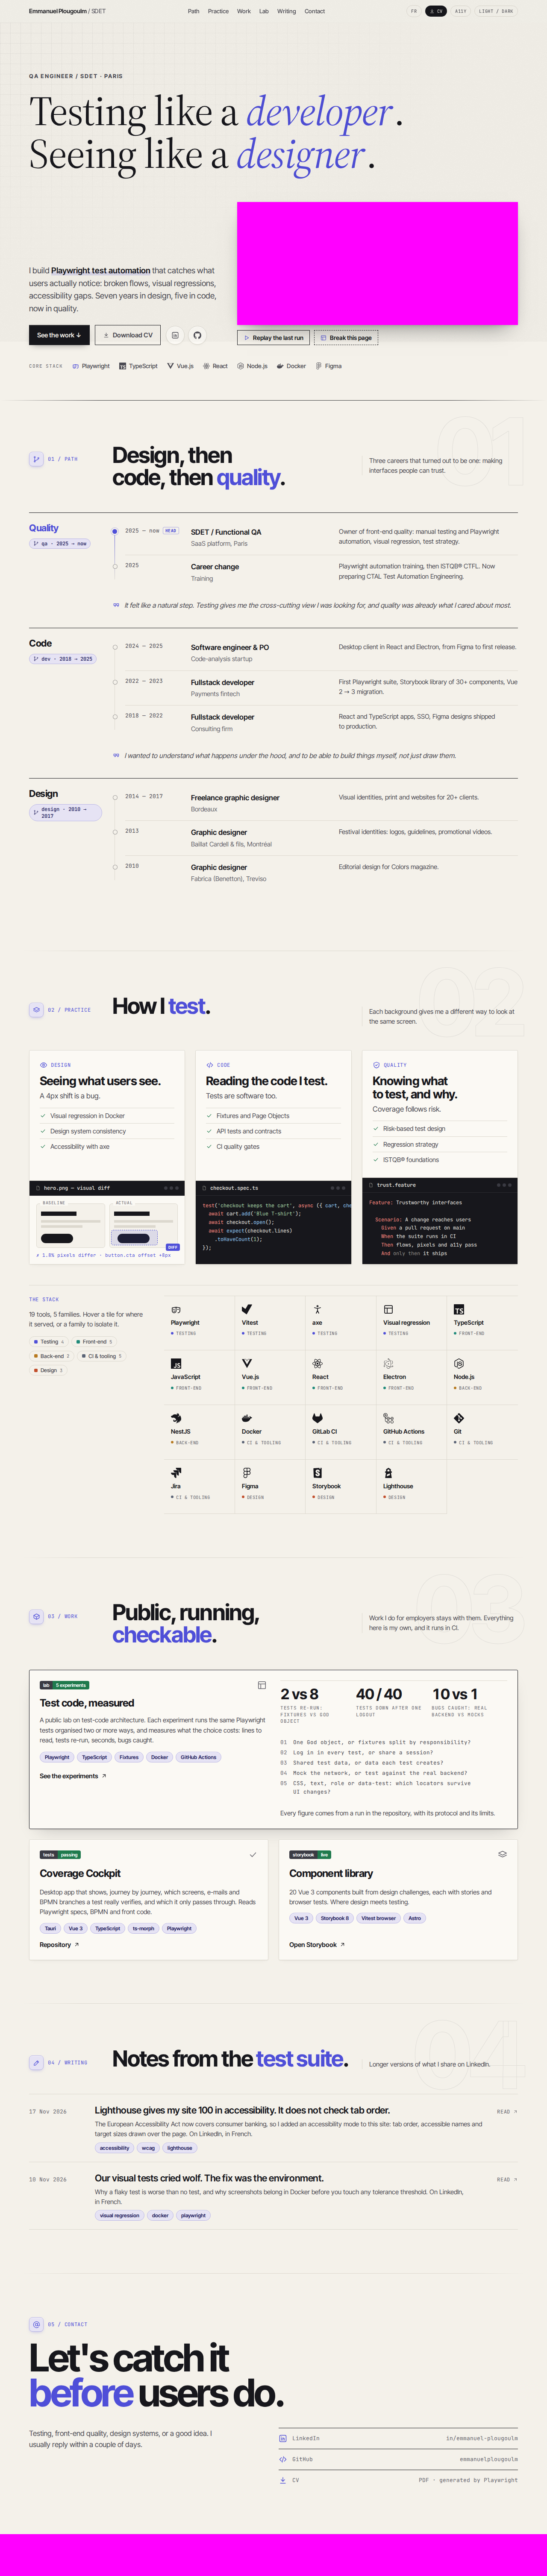 Emmanuel Plougoulm / SDET
Path Practice Work Lab Writing Contact
FR CV A11Y LIGHT / DARK
QA ENGINEER / SDET · PARIS
Testing like a developer.
Seeing like a designer.
I build Playwright test automation that catches what
users actually notice: broken flows, visual regressions,
accessibility gaps. Seven years in design, five in code,
now in quality.
See the work ↓ Download CV
Replay the last run Break this page
CORE STACK Playwright TypeScript Vue.js React Node.js Docker Figma
01
01 / PATH
Design, then
code, then quality.
Three careers that turned out to be one: making
interfaces people can trust.
Quality
qa · 2025 → now
2025 — now HEAD
SDET / Functional QA
SaaS platform, Paris
Owner of front-end quality: manual testing and Playwright
automation, visual regression, test strategy.
2025
Career change
Training
Playwright automation training, then ISTQB® CTFL. Now
preparing CTAL Test Automation Engineering.
It felt like a natural step. Testing gives me the cross-cutting view I was looking for, and quality was already what I cared about most.
Code
dev · 2018 → 2025
2024 — 2025
Software engineer & PO
Code-analysis startup
Desktop client in React and Electron, from Figma to first release.
2022 — 2023
Fullstack developer
Payments fintech
First Playwright suite, Storybook library of 30+ components, Vue
2 → 3 migration.
2018 — 2022
Fullstack developer
Consulting firm
React and TypeScript apps, SSO, Figma designs shipped
to production.
I wanted to understand what happens under the hood, and to be able to build things myself, not just draw them.
Design
design · 2010 →
2017
2014 — 2017
Freelance graphic designer
Bordeaux
Visual identities, print and websites for 20+ clients.
2013
Graphic designer
Baillat Cardell & fils, Montréal
Festival identities: logos, guidelines, promotional videos.
2010
Graphic designer
Fabrica (Benetton), Treviso
Editorial design for Colors magazine.
02
02 / PRACTICE
How I test.
Each background gives me a different way to look at
the same screen.
DESIGN
Seeing what users see.
A 4px shift is a bug.
Visual regression in Docker
Design system consistency
Accessibility with axe
hero.png — visual diff
BASELINE ACTUAL
DIFF
✗ 1.8% pixels differ · button.cta offset +8px
CODE
Reading the code I test.
Tests are software too.
Fixtures and Page Objects
API tests and contracts
CI quality gates
checkout.spec.ts
test('checkout keeps the cart', async ({ cart, che
await cart.add('Blue T-shirt');
await checkout.open();
await expect(checkout.lines)
.toHaveCount(1);
});
QUALITY
Knowing what
to test, and why.
Coverage follows risk.
Risk-based test design
Regression strategy
ISTQB® foundations
trust.feature
Feature: Trustworthy interfaces
Scenario: A change reaches users
Given a pull request on main
When the suite runs in CI
Then flows, pixels and a11y pass
And only then it ships
THE STACK
19 tools, 5 families. Hover a tile for where
it served, or a family to isolate it.
Testing 4 Front-end 5
Back-end 2 CI & tooling 5
Design 3
Playwright Vitest axe Visual regression TypeScript
TESTING TESTING TESTING TESTING FRONT-END
JavaScript Vue.js React Electron Node.js
FRONT-END FRONT-END FRONT-END FRONT-END BACK-END
NestJS Docker GitLab CI GitHub Actions Git
BACK-END CI & TOOLING CI & TOOLING CI & TOOLING CI & TOOLING
Jira Figma Storybook Lighthouse
CI & TOOLING DESIGN DESIGN DESIGN
03
03 / WORK
Public, running,
checkable.
Work I do for employers stays with them. Everything
here is my own, and it runs in CI.
lab 5 experiments
Test code, measured
A public lab on test-code architecture. Each experiment runs the same Playwright
tests organised two or more ways, and measures what the choice costs: lines to
read, tests re-run, seconds, bugs caught.
Playwright TypeScript Fixtures Docker GitHub Actions
See the experiments ↗
2 vs 8
TESTS RE-RUN:
FIXTURES VS GOD
OBJECT
40 / 40
TESTS DOWN AFTER ONE
LOGOUT
10 vs 1
BUGS CAUGHT: REAL
BACKEND VS MOCKS
01 One God object, or fixtures split by responsibility?
02 Log in in every test, or share a session?
03 Shared test data, or data each test creates?
04 Mock the network, or test against the real backend?
05 CSS, text, role or data-test: which locators survive
UI changes?
Every figure comes from a run in the repository, with its protocol and its limits.
tests passing
Coverage Cockpit
Desktop app that shows, journey by journey, which screens, e-mails and
BPMN branches a test really verifies, and which it only passes through. Reads
Playwright specs, BPMN and front code.
Tauri Vue 3 TypeScript ts-morph Playwright
Repository ↗
storybook live
Component library
20 Vue 3 components built from design challenges, each with stories and
browser tests. Where design meets testing.
Vue 3 Storybook 8 Vitest browser Astro
Open Storybook ↗
04
04 / WRITING
Notes from the test suite.
Longer versions of what I share on LinkedIn.
17 Nov 2026
Lighthouse gives my site 100 in accessibility. It does not check tab order.
READ ↗
The European Accessibility Act now covers consumer banking, so I added an accessibility mode to this site: tab order, accessible names and
target sizes drawn over the page. On LinkedIn, in French.
accessibility wcag lighthouse
10 Nov 2026
Our visual tests cried wolf. The fix was the environment.
READ ↗
Why a flaky test is worse than no test, and why screenshots belong in Docker before you touch any tolerance threshold. On LinkedIn,
in French.
visual regression docker playwright
05 / CONTACT
Let's catch it
before users do.
Testing, front-end quality, design systems, or a good idea. I
usually reply within a couple of days.
LinkedIn in/emmanuel-plougoulm
GitHub emmanuelplougoulm
CV PDF · generated by Playwright